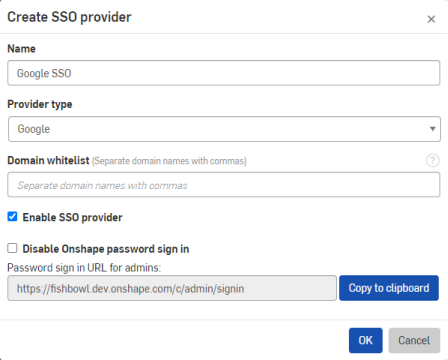 Create SSO provider ×
Name
Google SSO
Provider type
Google
Domain whitelist (Separate domain names with commas) ?
Separate domain names with commas
Enable SSO provider
Disable Onshape password sign in
Password sign in URL for admins:
https://fishbowl.dev.onshape.com/c/admin/signin Copy to clipboard
OK Cancel